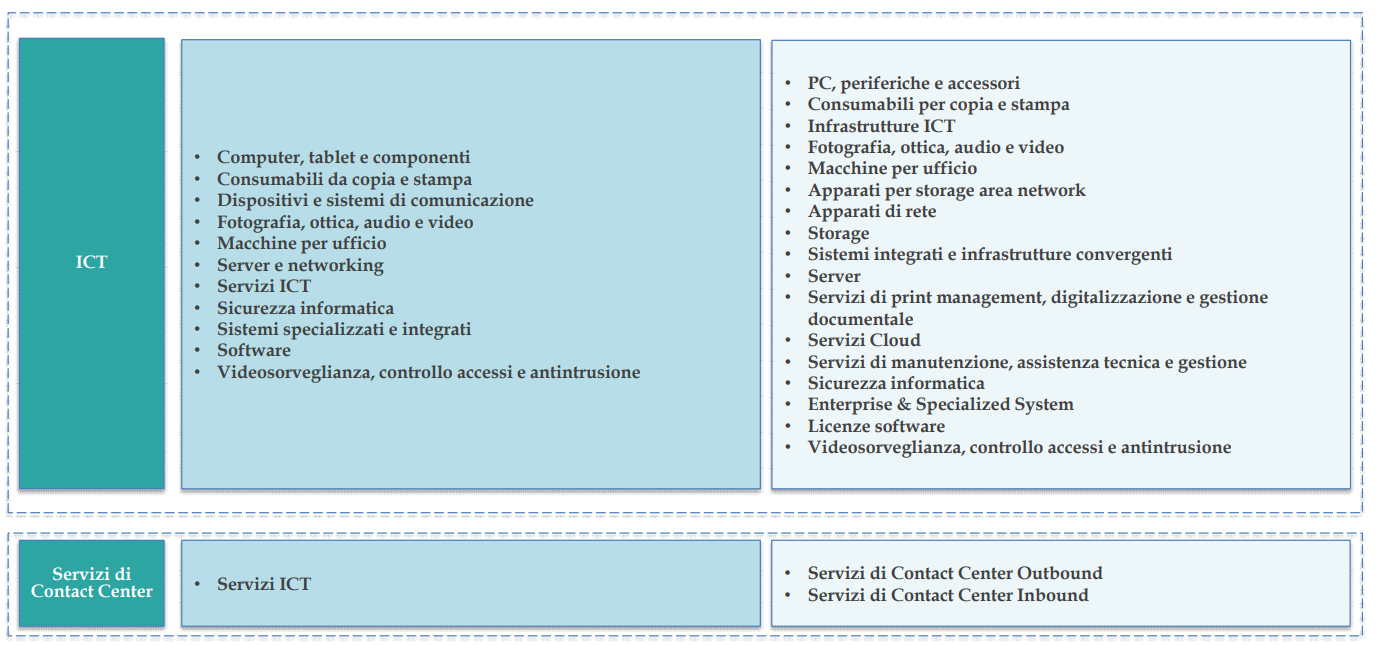 ICT
• Computer, tablet e componenti
• Consumabili da copia e stampa
• Dispositivi e sistemi di comunicazione
• Fotografia, ottica, audio e video
• Macchine per ufficio
• Server e networking
• Servizi ICT
• Sicurezza informatica
• Sistemi specializzati e integrati
• Software
• Videosorveglianza, controllo accessi e antintrusione
• PC, periferiche e accessori
• Consumabili per copia e stampa
• Infrastrutture ICT
• Fotografia, ottica, audio e video
• Macchine per ufficio
• Apparati per storage area network
• Apparati di rete
• Storage
• Sistemi integrati e infrastrutture convergenti
• Server
• Servizi di print management, digitalizzazione e gestione
documentale
• Servizi Cloud
• Servizi di manutenzione, assistenza tecnica e gestione
• Sicurezza informatica
• Enterprise & Specialized System
• Licenze software
• Videosorveglianza, controllo accessi e antintrusione
Servizi di
Contact Center
• Servizi ICT
• Servizi di Contact Center Outbound
• Servizi di Contact Center Inbound